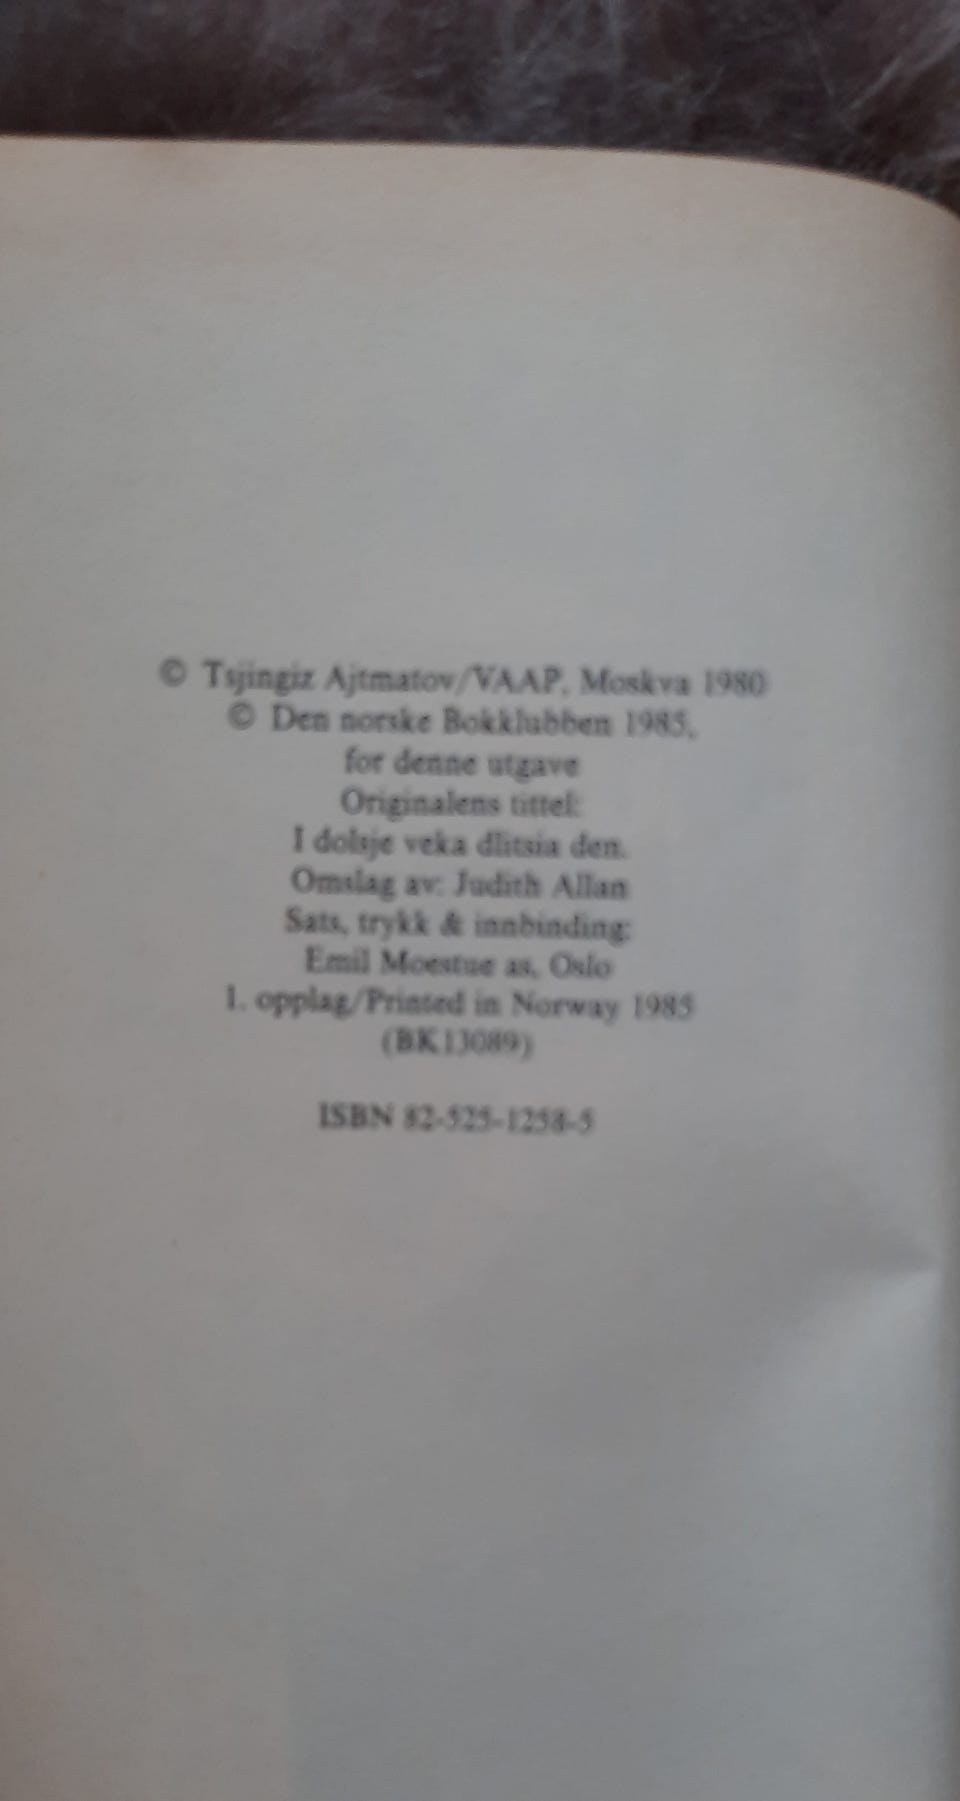 © Tsjingiz Ajtmatov/VAAP, Moskva 1980
© Den norske Bokklubben 1985,
for denne utgave
Originalens tittel:
I dolsje veka dlitsia den.
Omslag av: Judith Allan
Sats, trykk & innbinding:
Emil Moestue as, Oslo
1. opplag/Printed in Norway 1985
(BK13089)
ISBN 82-525-1258-5